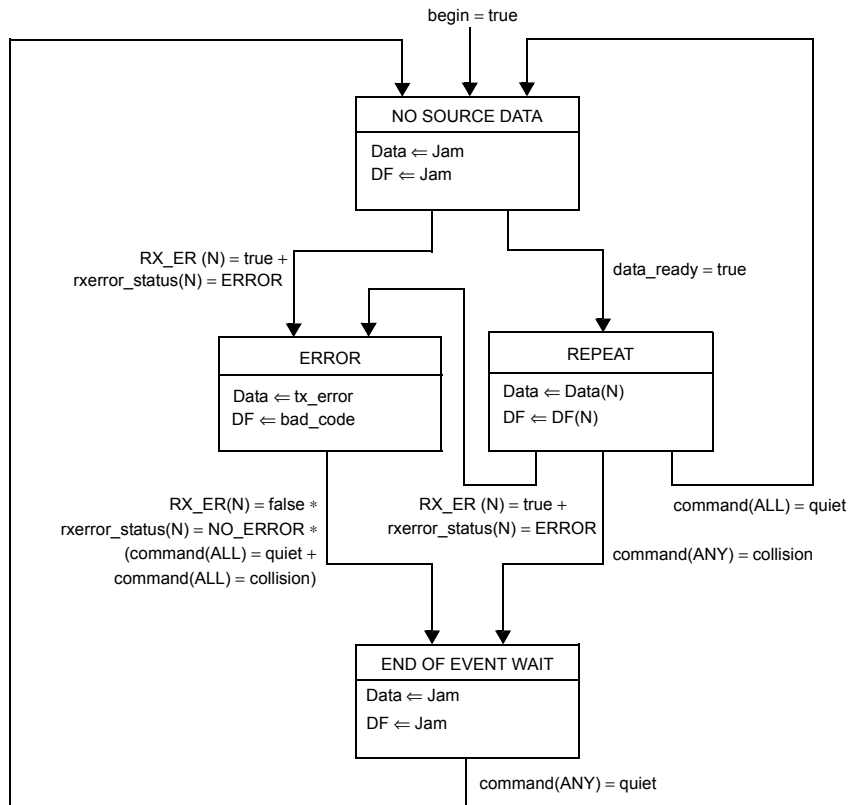 begin = true
NO SOURCE DATA
Data ⇐ Jam
DF ⇐ Jam
RX_ER (N) = true +
rxerror_status(N) = ERROR
data_ready = true
ERROR
Data ⇐ tx_error
DF ⇐ bad_code
REPEAT
Data ⇐ Data(N)
DF ⇐ DF(N)
RX_ER(N) = false ∗
rxerror_status(N) = NO_ERROR ∗
(command(ALL) = quiet +
command(ALL) = collision)
RX_ER (N) = true +
rxerror_status(N) = ERROR
command(ALL) = quiet
command(ANY) = collision
END OF EVENT WAIT
Data ⇐ Jam
DF ⇐ Jam
command(ANY) = quiet